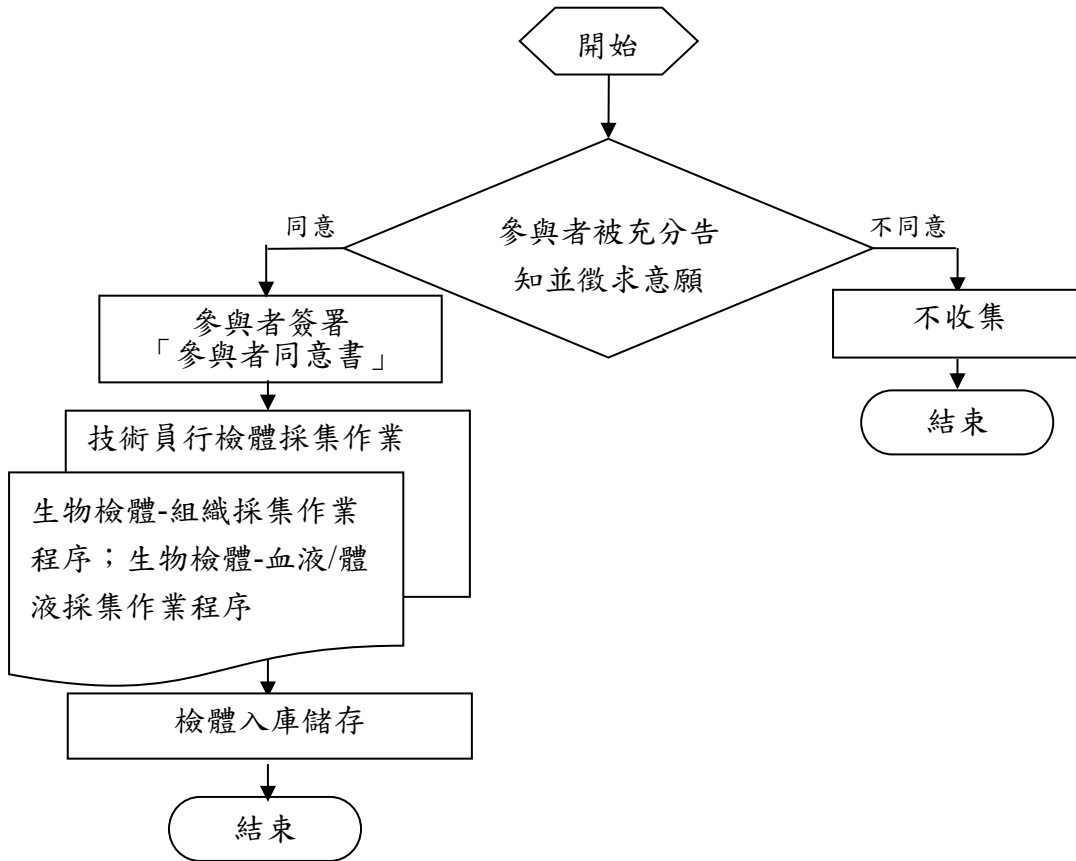 開始
參與者被充分告
知並徵求意願
同意
不同意
參與者簽署
「參與者同意書」
不收集
技術員行檢體採集作業
結束
生物檢體-組織採集作業
程序；生物檢體-血液/體
液採集作業程序
檢體入庫儲存
結束